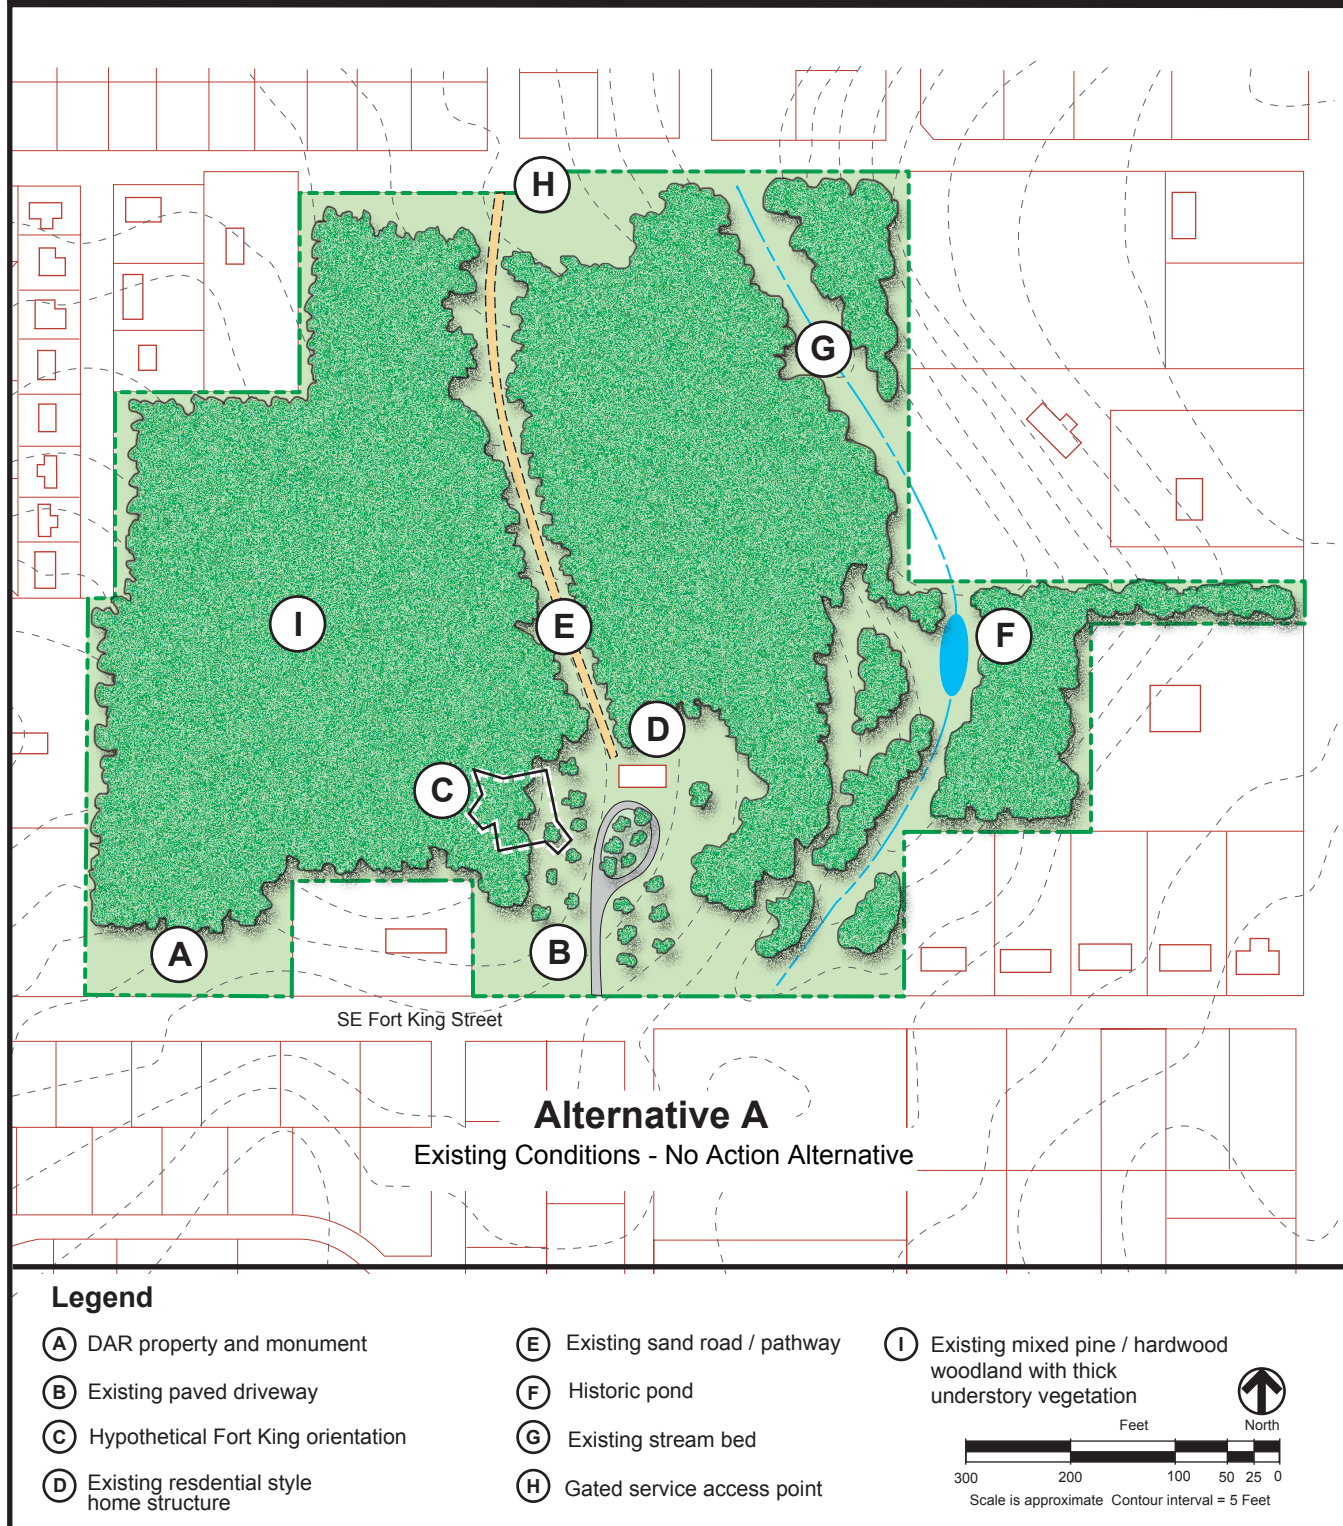 H
G
I
E
F
D
C
A
B
SE Fort King Street
Alternative A
Existing Conditions - No Action Alternative
Legend
A DAR property and monument
B Existing paved driveway
C Hypothetical Fort King orientation
D Existing resdential style
home structure
E Existing sand road / pathway
F Historic pond
G Existing stream bed
H Gated service access point
I Existing mixed pine / hardwood
woodland with thick
understory vegetation
Feet
North
300 200 100 50 25 0
Scale is approximate Contour interval = 5 Feet